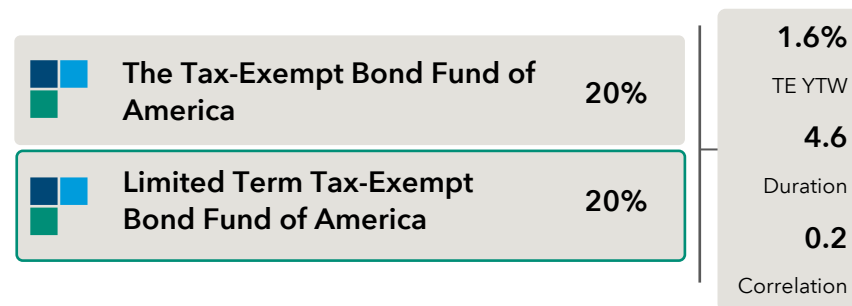 The Tax-Exempt Bond Fund of
America
20%
Limited Term Tax-Exempt
Bond Fund of America
20%
1.6%
TE YTW
4.6
Duration
0.2
Correlation